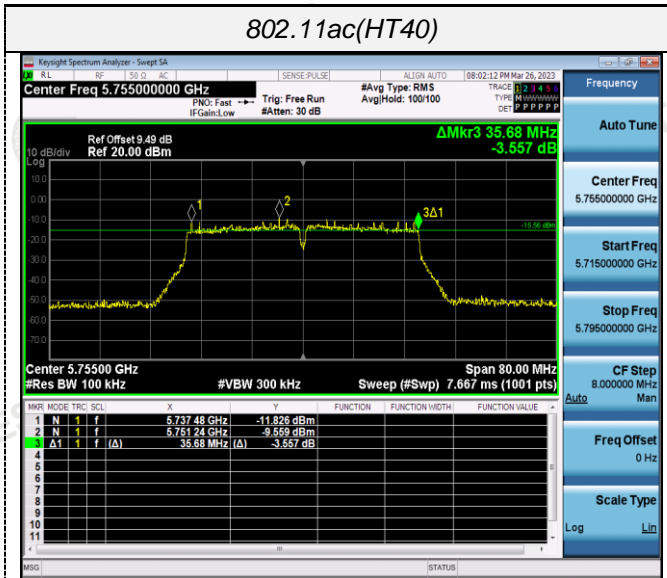 802.11ac(HT40)
Keysight Spectrum Analyzer - Swept SA
RL RF 50 Ω AC SENSE:PULSE ALIGN AUTO 08:02:12 PM Mar 26, 2023
Center Freq 5.755000000 GHz
PNO: Fast
IFGain:Low
Trig: Free Run
#Atten: 30 dB
#Avg Type: RMS
Avg|Hold: 100/100
TRACE 1 2 3 4 5 6
TYPE M WWWWW
DET P P P P P P
Ref Offset 9.49 dB
10 dB/div Ref 20.00 dBm
Log
ΔMkr3 35.68 MHz
-3.557 dB
10.0
0.00
-10.0
-20.0
-30.0
-40.0
-50.0
-60.0
-70.0
1
2
3Δ1
-15.56 dBm
Center 5.75500 GHz Span 80.00 MHz
#Res BW 100 kHz #VBW 300 kHz Sweep (#Swp) 7.667 ms (1001 pts)
MKR MODE TRC SCL X Y FUNCTION FUNCTION WIDTH FUNCTION VALUE
1 N 1 f 5.737 48 GHz -11.826 dBm
2 N 1 f 5.751 24 GHz -9.559 dBm
3 Δ1 1 f (Δ) 35.68 MHz (Δ) -3.557 dB
4
5
6
7
8
9
10
11
MSG STATUS
Frequency
Auto Tune
Center Freq
5.755000000 GHz
Start Freq
5.715000000 GHz
Stop Freq
5.795000000 GHz
CF Step
8.000000 MHz
Auto Man
Freq Offset
0 Hz
Scale Type
Log Lin